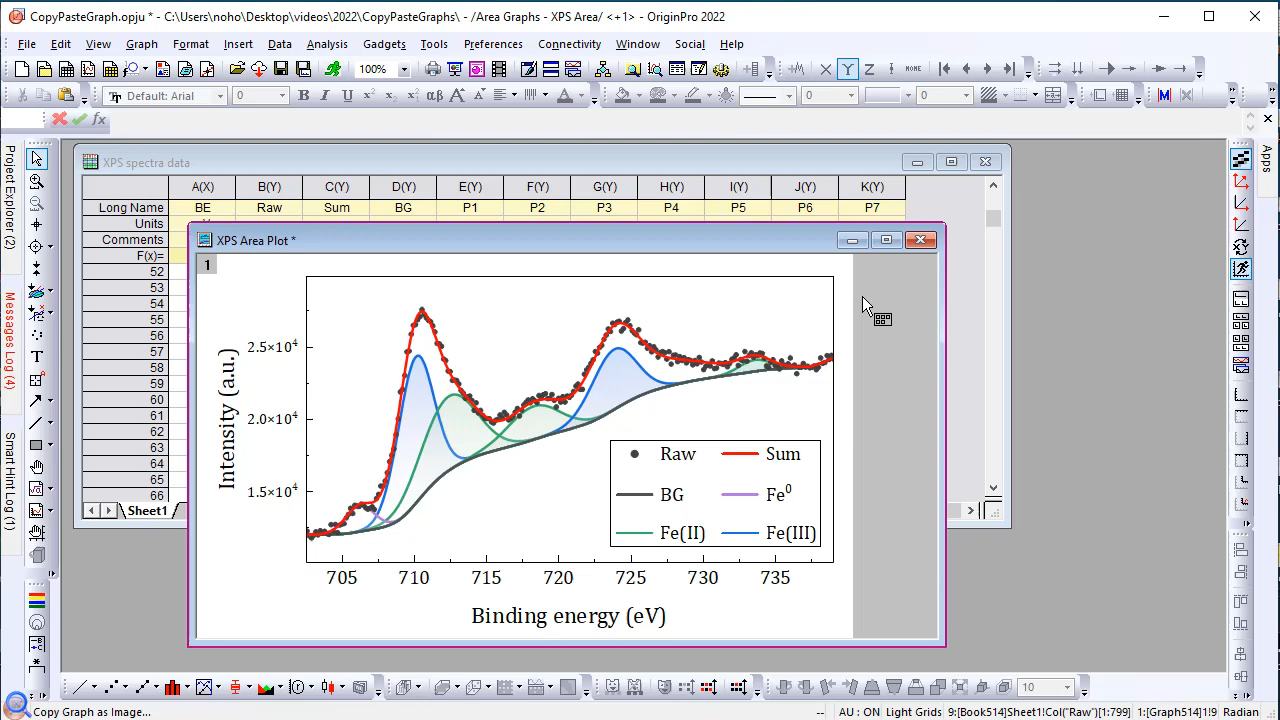 CopyPasteGraph.opju * - C:\Users\noho\Desktop\videos\2022\CopyPasteGraphs\ - /Area Graphs - XPS Area/ <+1> - OriginPro 2022
File Edit View Graph Format Insert Data Analysis Gadgets Tools Preferences Connectivity Window Social Help
100% Y Z NONE
Default: Arial 0 B I U αβ A A A 0 0
fx
Project Explorer (2)
Messages Log (4)
Smart Hint Log (1)
Apps
XPS spectra data
A(X) B(Y) C(Y) D(Y) E(Y) F(Y) G(Y) H(Y) I(Y) J(Y) K(Y)
Long Name BE Raw Sum BG P1 P2 P3 P4 P5 P6 P7
Units
Comments
F(x)=
52
53
54
55
56
57
58
59
60
61
62
63
64
65
66
Sheet1
XPS Area Plot *
1
Intensity (a.u.)
2.5×10⁴
2.0×10⁴
1.5×10⁴
Raw Sum
BG Fe⁰
Fe(II) Fe(III)
705 710 715 720 725 730 735
Binding energy (eV)
10
Copy Graph as Image... -- AU : ON Light Grids 9:[Book514]Sheet1!Col("Raw")[1:799] 1:[Graph514]1!9 Radian